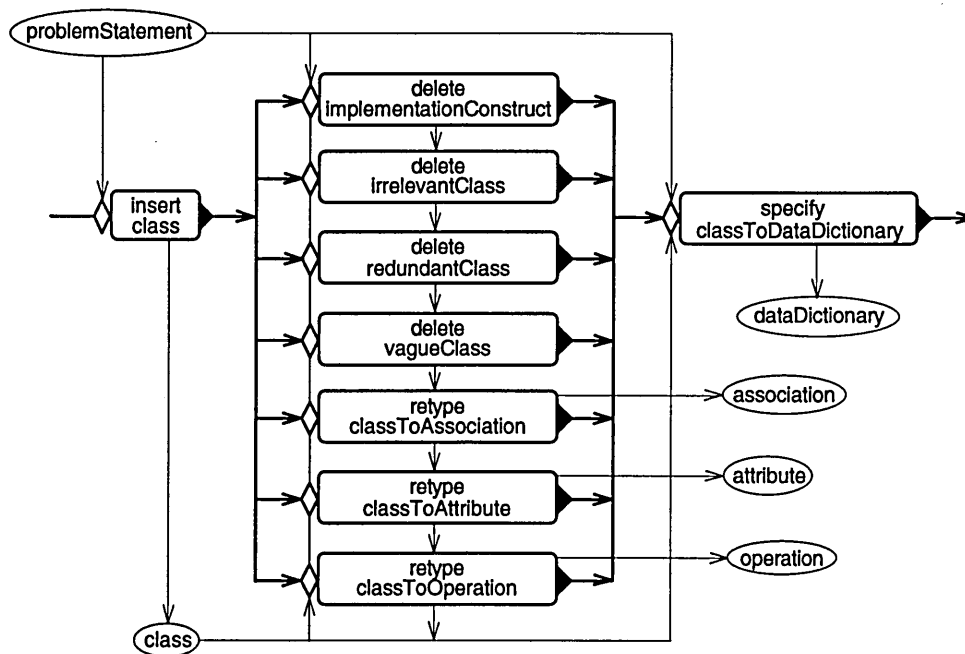 problemStatement
delete
implementationConstruct
delete
irrelevantClass
insert
class
specify
classToDataDictionary
delete
redundantClass
dataDictionary
delete
vagueClass
retype
classToAssociation
association
retype
classToAttribute
attribute
retype
classToOperation
operation
class